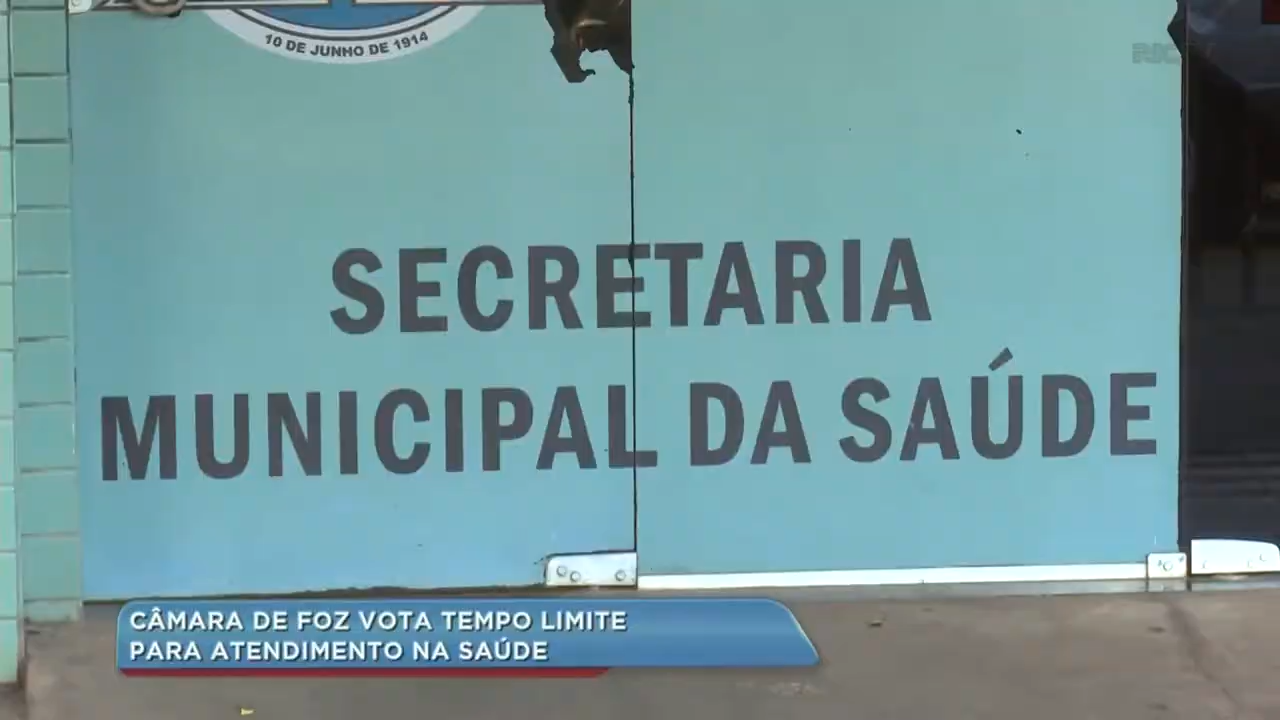 10 DE JUNHO DE 1914
SECRETARIA
MUNICIPAL DA SAÚDE
CÂMARA DE FOZ VOTA TEMPO LIMITE
PARA ATENDIMENTO NA SAÚDE